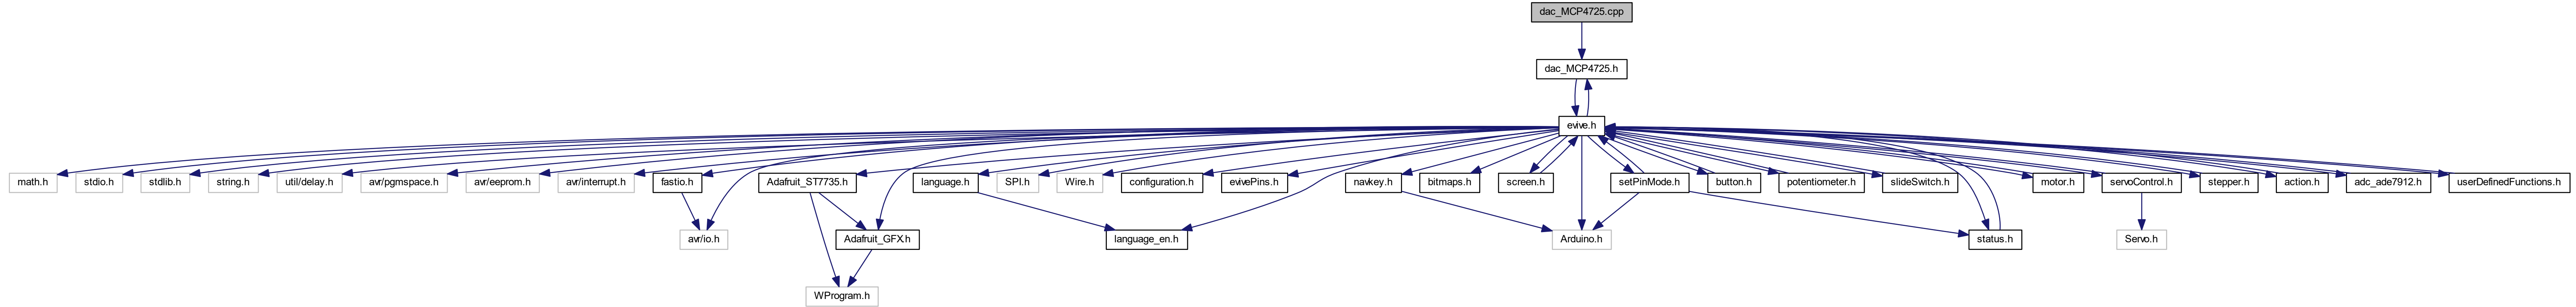 dac_MCP4725.cpp
dac_MCP4725.h
evive.h
math.h
stdio.h
stdlib.h
string.h
util/delay.h
avr/pgmspace.h
avr/eeprom.h
avr/interrupt.h
fastio.h
Adafruit_ST7735.h
language.h
SPI.h
Wire.h
configuration.h
evivePins.h
navkey.h
bitmaps.h
screen.h
setPinMode.h
button.h
potentiometer.h
slideSwitch.h
motor.h
servoControl.h
stepper.h
action.h
adc_ade7912.h
userDefinedFunctions.h
avr/io.h
Adafruit_GFX.h
language_en.h
Arduino.h
status.h
Servo.h
WProgram.h